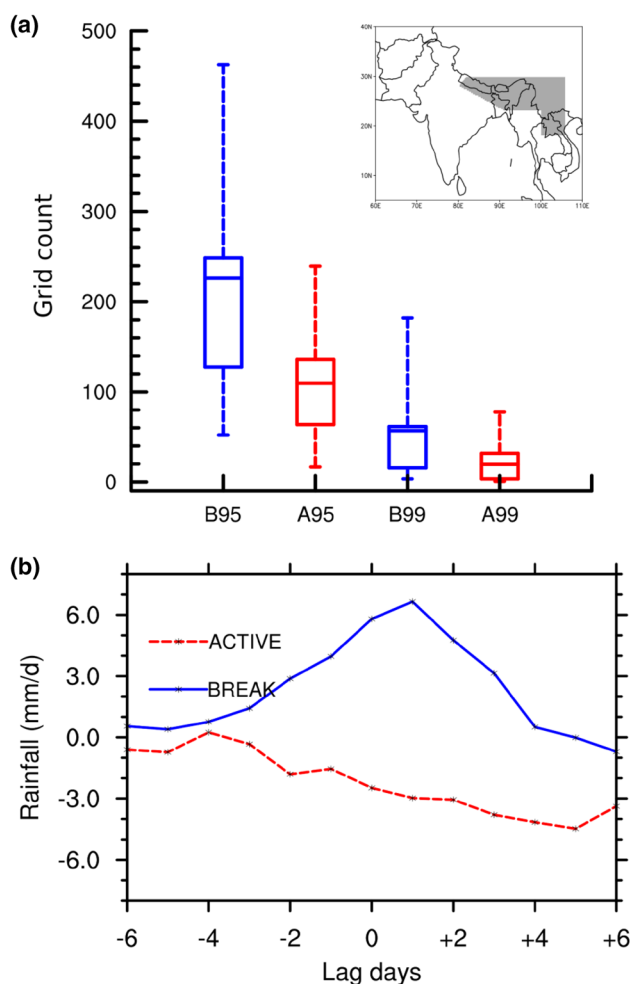 (a)
500
400
300
200
100
0
Grid count
B95
A95
B99
A99
40N
30N
20N
10N
60E
70E
80E
90E
100E
110E
(b)
6.0
3.0
0.0
-3.0
-6.0
Rainfall (mm/d)
ACTIVE
BREAK
-6
-4
-2
0
+2
+4
+6
Lag days